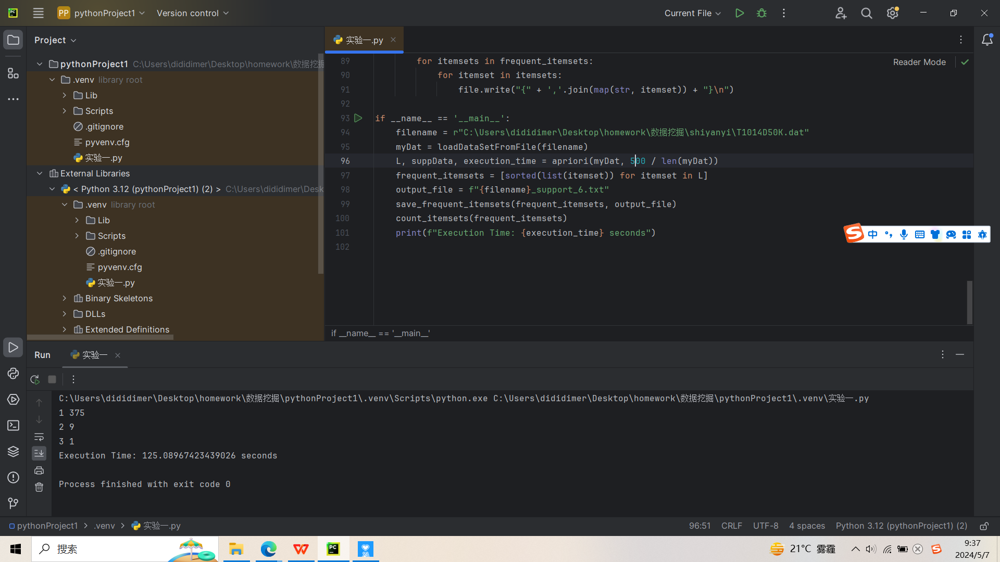 PP pythonProject1 Version control Current File
Project
实验一.py
pythonProject1 C:\Users\dididimer\Desktop\homework\数据挖掘
.venv library root
Lib
Scripts
.gitignore
pyvenv.cfg
实验一.py
External Libraries
< Python 3.12 (pythonProject1) (2) > C:\Users\dididimer\Desk
.venv library root
Lib
Scripts
.gitignore
pyvenv.cfg
实验一.py
Binary Skeletons
DLLs
Extended Definitions
Reader Mode
89 for itemsets in frequent_itemsets:
90 for itemset in itemsets:
91 file.write("{" + ','.join(map(str, itemset)) + "}\n")
92
93 if __name__ == '__main__':
94 filename = r"C:\Users\dididimer\Desktop\homework\数据挖掘\shiyanyi\T1014D50K.dat"
95 myDat = loadDataSetFromFile(filename)
96 L, suppData, execution_time = apriori(myDat, 500 / len(myDat))
97 frequent_itemsets = [sorted(list(itemset)) for itemset in L]
98 output_file = f"{filename}_support_6.txt"
99 save_frequent_itemsets(frequent_itemsets, output_file)
100 count_itemsets(frequent_itemsets)
101 print(f"Execution Time: {execution_time} seconds")
102
中
if __name__ == '__main__'
Run 实验一
C:\Users\dididimer\Desktop\homework\数据挖掘\pythonProject1\.venv\Scripts\python.exe C:\Users\dididimer\Desktop\homework\数据挖掘\pythonProject1\.venv\实验一.py
1 375
2 9
3 1
Execution Time: 125.08967423439026 seconds
Process finished with exit code 0
pythonProject1 > .venv > 实验一.py 96:51 CRLF UTF-8 4 spaces Python 3.12 (pythonProject1) (2)
搜索
21°C 雾霾
9:37
2024/5/7